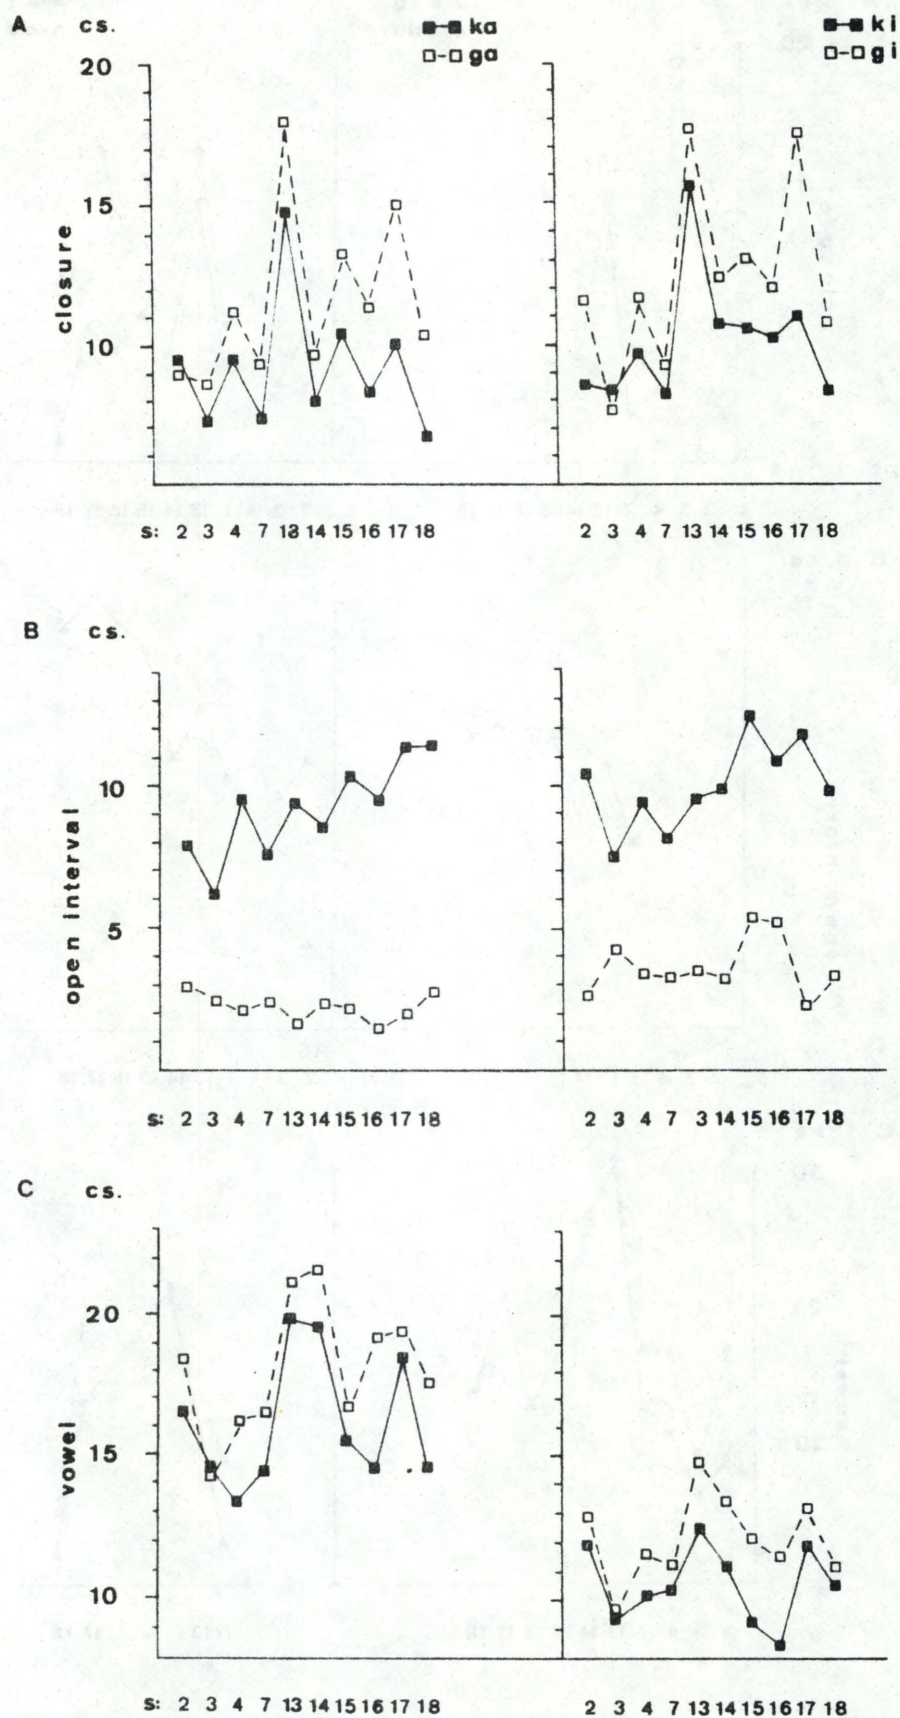 A cs. ka ki
ga gi
20
15
10
closure
s: 2 3 4 7 13 14 15 16 17 18 2 3 4 7 13 14 15 16 17 18
B cs.
10
5
open interval
s: 2 3 4 7 13 14 15 16 17 18 2 3 4 7 3 14 15 16 17 18
C cs.
20
15
10
vowel
s: 2 3 4 7 13 14 15 16 17 18 2 3 4 7 13 14 15 16 17 18